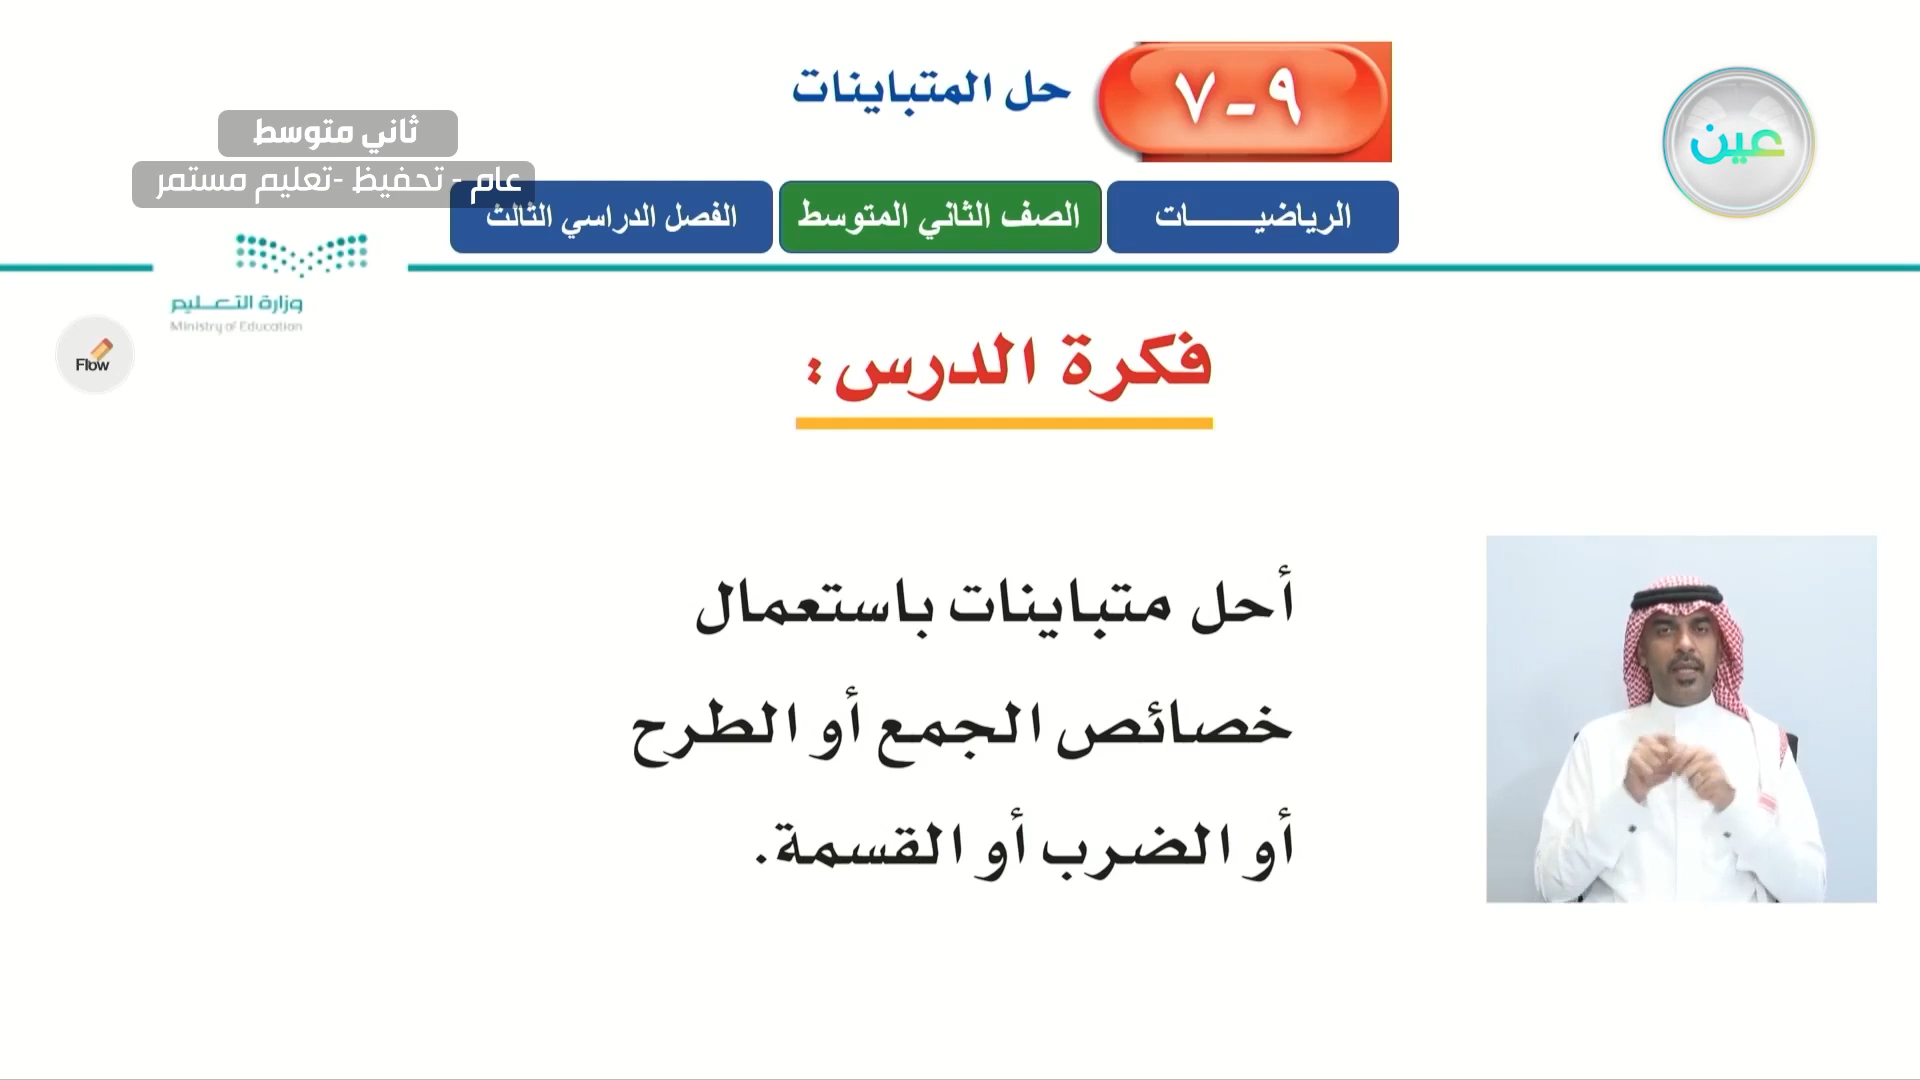 ٩-٧ حل المتباينات
عين
ثاني متوسط
عام - تحفيظ -تعليم مستمر
الرياضيـــــــات
الصف الثاني المتوسط
الفصل الدراسي الثالث
وزارة التعـــليم
Ministry of Education
Flow
فكرة الدرس:
أحل متباينات باستعمال
خصائص الجمع أو الطرح
أو الضرب أو القسمة.